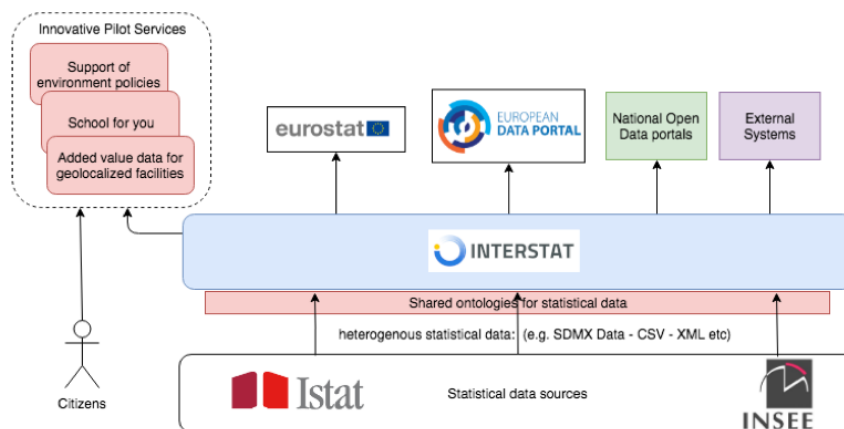 Innovative Pilot Services
Support of
environment policies
School for you
Added value data for
geolocalized facilities
eurostat
EUROPEAN
DATA PORTAL
National Open
Data portals
External
Systems
INTERSTAT
Shared ontologies for statistical data
heterogenous statistical data: (e.g. SDMX Data - CSV - XML etc)
Citizens
Istat
Statistical data sources
INSEE